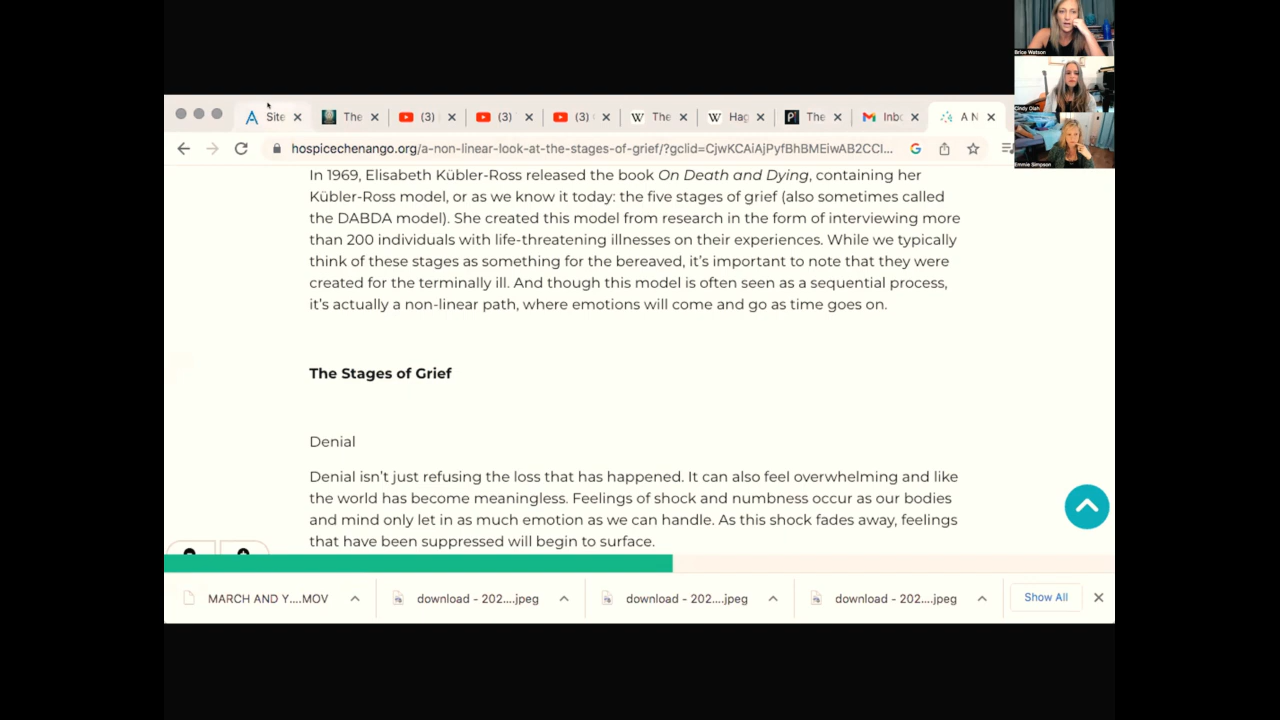 Brice Watson
Cindy Olah
Emmie Simpson
Site
The
(3)
(3)
(3)
The
Hag
The
Inb
A N
hospicechenango.org/a-non-linear-look-at-the-stages-of-grief/?gclid=CjwKCAiAjPyfBhBMEiwAB2CCI...
In 1969, Elisabeth Kübler-Ross released the book On Death and Dying, containing her
Kübler-Ross model, or as we know it today: the five stages of grief (also sometimes called
the DABDA model). She created this model from research in the form of interviewing more
than 200 individuals with life-threatening illnesses on their experiences. While we typically
think of these stages as something for the bereaved, it's important to note that they were
created for the terminally ill. And though this model is often seen as a sequential process,
it's actually a non-linear path, where emotions will come and go as time goes on.
The Stages of Grief
Denial
Denial isn't just refusing the loss that has happened. It can also feel overwhelming and like
the world has become meaningless. Feelings of shock and numbness occur as our bodies
and mind only let in as much emotion as we can handle. As this shock fades away, feelings
that have been suppressed will begin to surface.
MARCH AND Y....MOV
download - 202....jpeg
download - 202....jpeg
download - 202....jpeg
Show All